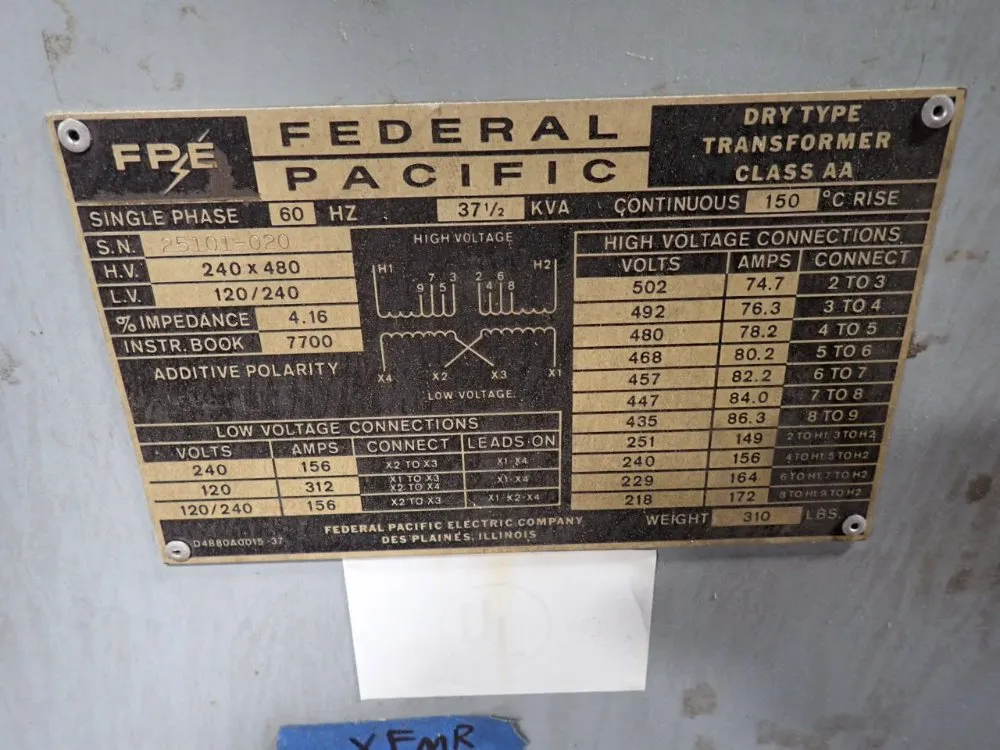 FPE
FEDERAL
PACIFIC
DRY TYPE
TRANSFORMER
CLASS AA
SINGLE PHASE 60 HZ 37 1/2 KVA CONTINUOUS 150 °C RISE
S.N. 25101-020
H.V. 240 x 480
L.V. 120/240
% IMPEDANCE 4.16
INSTR. BOOK 7700
ADDITIVE POLARITY
HIGH VOLTAGE
H1 7 3 2 6 H2
9 5 4 8
X4 X2 X3 X1
LOW VOLTAGE
LOW VOLTAGE CONNECTIONS
VOLTS AMPS CONNECT LEADS ON
240 156 X2 TO X3 X1-X4
120 312 X1 TO X3 X2 TO X4 X1-X4
120/240 156 X2 TO X3 X1-X2-X4
HIGH VOLTAGE CONNECTIONS
VOLTS AMPS CONNECT
502 74.7 2 TO 3
492 76.3 3 TO 4
480 78.2 4 TO 5
468 80.2 5 TO 6
457 82.2 6 TO 7
447 84.0 7 TO 8
435 86.3 8 TO 9
251 149 2 TO H1, 3 TO H2
240 156 4 TO H1, 5 TO H2
229 164 6 TO H1, 7 TO H2
218 172 8 TO H1, 9 TO H2
WEIGHT 310 LBS.
FEDERAL PACIFIC ELECTRIC COMPANY
DES PLAINES, ILLINOIS
D4880A0015-37
XFMR